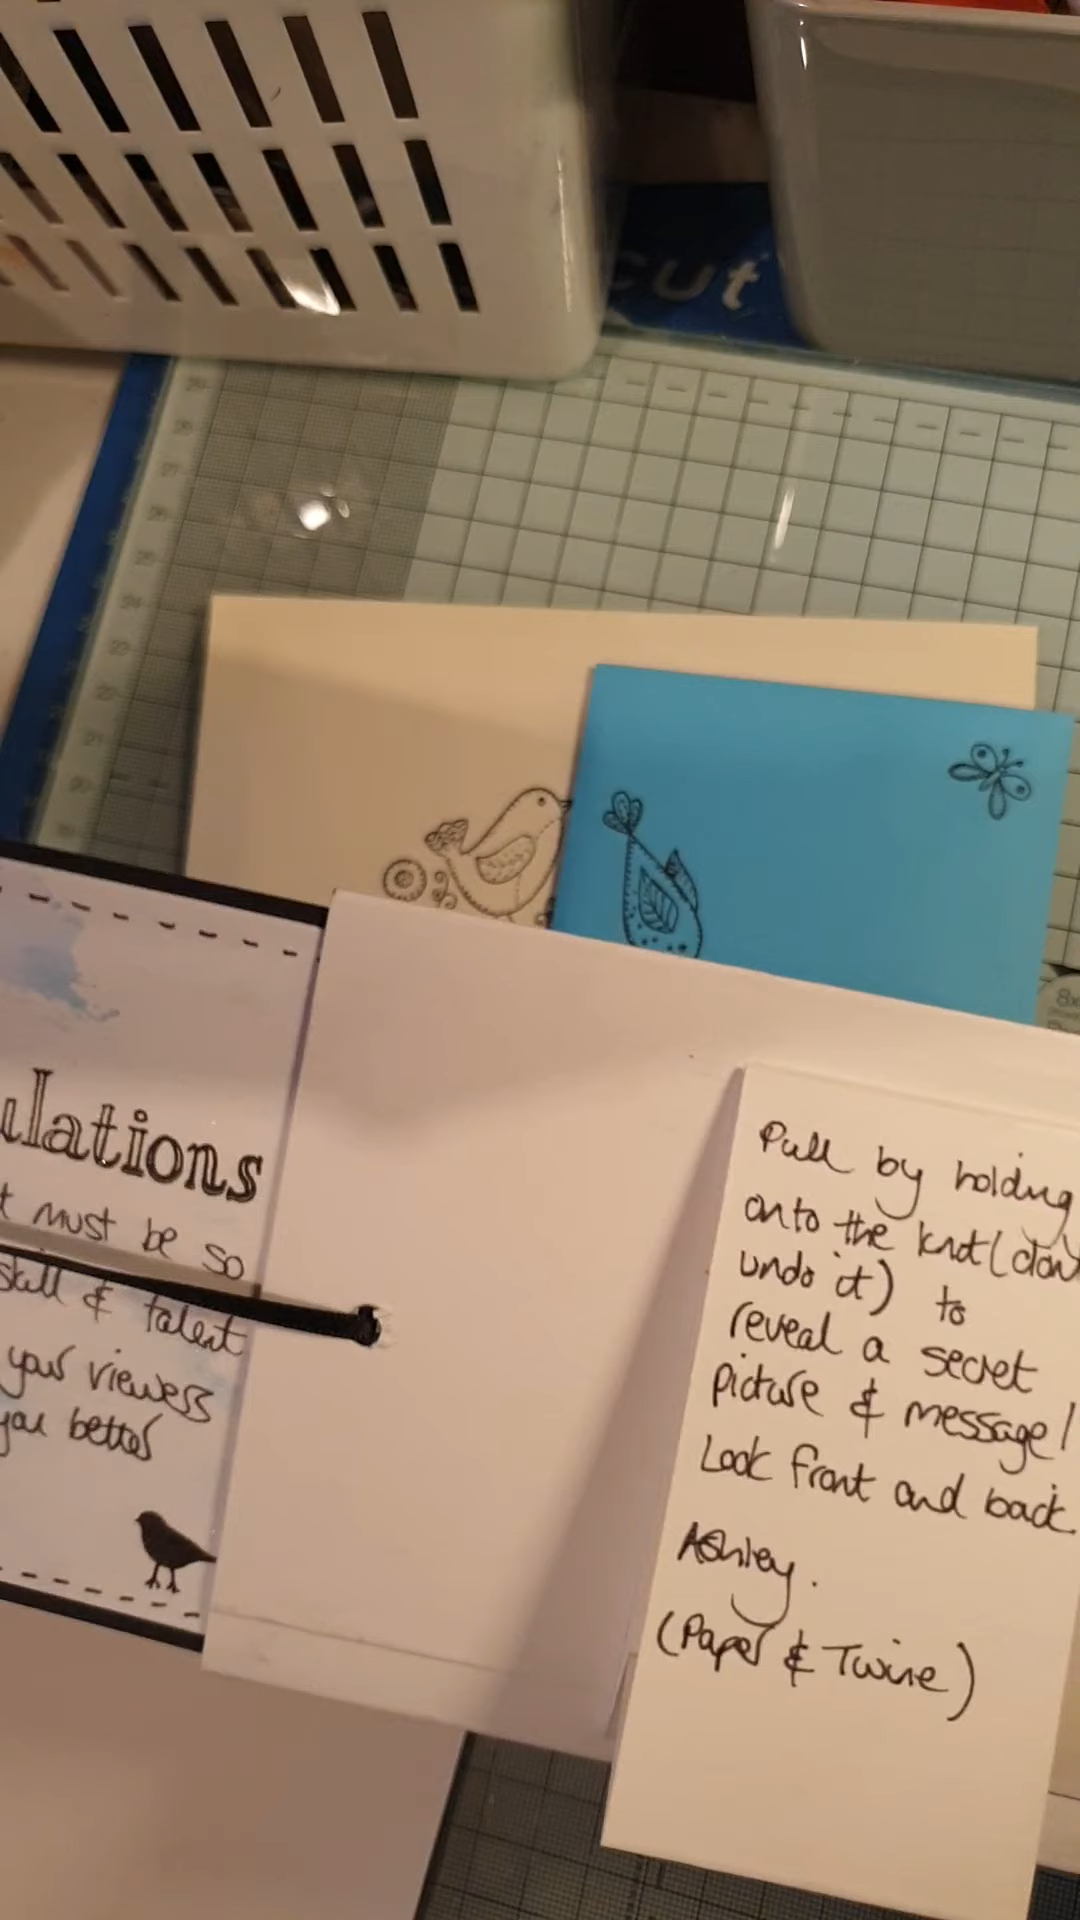 cut
ulations
t must be so
skill & talent
your viewers
you better
Pull by holding
onto the knot (don't
undo it) to
reveal a secret
picture & message!
Look front and back
Ashley.
(Paper & Twine)
8x